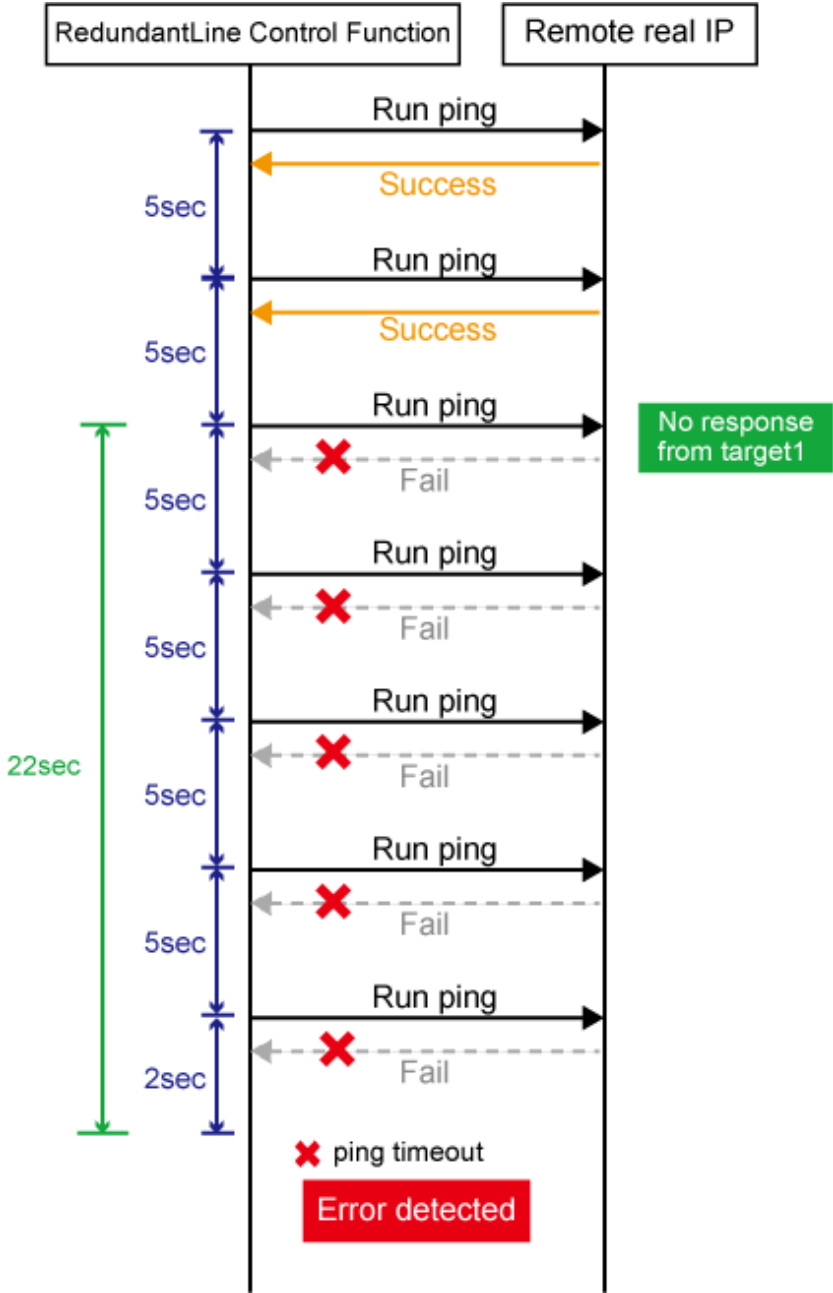 RedundantLine Control Function
Remote real IP
Run ping
Success
5sec
Run ping
Success
5sec
Run ping
No response
from target1
Fail
5sec
Run ping
Fail
5sec
Run ping
22sec
Fail
5sec
Run ping
Fail
5sec
Run ping
Fail
2sec
ping timeout
Error detected